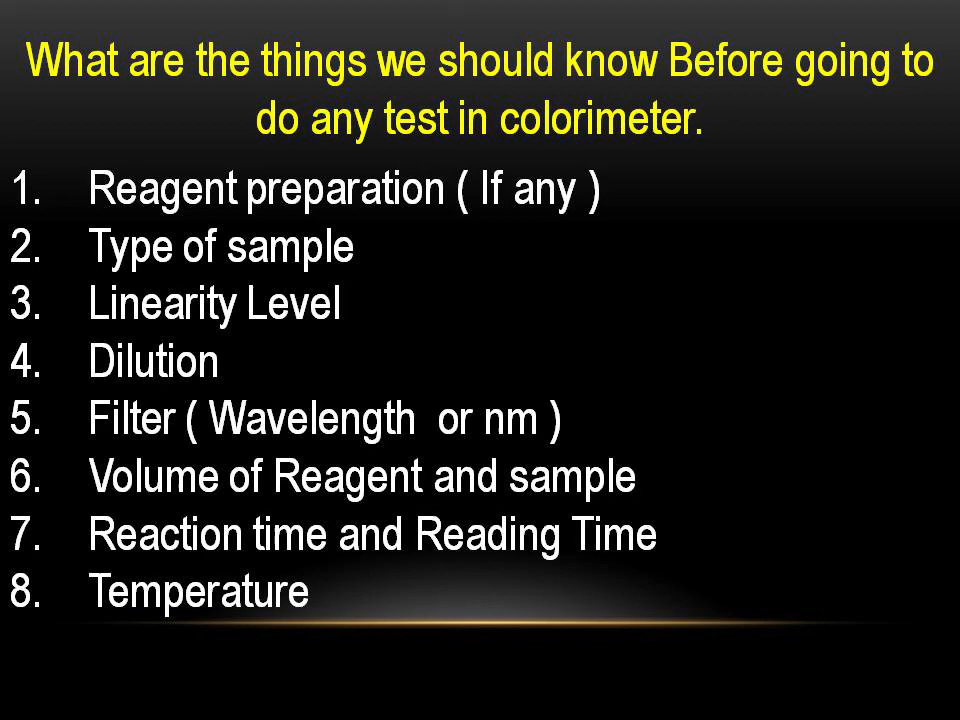 What are the things we should know Before going to
do any test in colorimeter.
1. Reagent preparation ( If any )
2. Type of sample
3. Linearity Level
4. Dilution
5. Filter ( Wavelength or nm )
6. Volume of Reagent and sample
7. Reaction time and Reading Time
8. Temperature